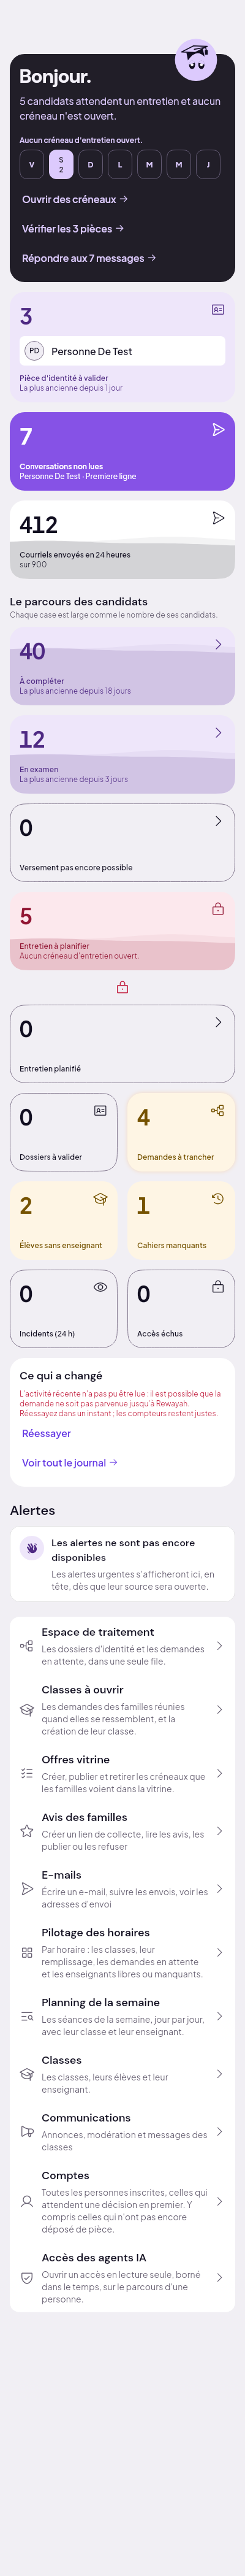 Bonjour.
5 candidats attendent un entretien et aucun
créneau n'est ouvert.
Aucun créneau d'entretien ouvert.
V
S
2
D
L
M
M
J
Ouvrir des créneaux →
Vérifier les 3 pièces →
Répondre aux 7 messages →
3
PD Personne De Test
Pièce d'identité à valider
La plus ancienne depuis 1 jour
7
Conversations non lues
Personne De Test · Premiere ligne
412
Courriels envoyés en 24 heures
sur 900
Le parcours des candidats
Chaque case est large comme le nombre de ses candidats.
40
À compléter
La plus ancienne depuis 18 jours
12
En examen
La plus ancienne depuis 3 jours
0
Versement pas encore possible
5
Entretien à planifier
Aucun créneau d'entretien ouvert.
0
Entretien planifié
0
Dossiers à valider
4
Demandes à trancher
2
Élèves sans enseignant
1
Cahiers manquants
0
Incidents (24 h)
0
Accès échus
Ce qui a changé
L'activité récente n'a pas pu être lue : il est possible que la
demande ne soit pas parvenue jusqu'à Rewayah.
Réessayez dans un instant ; les compteurs restent justes.
Réessayer
Voir tout le journal →
Alertes
Les alertes ne sont pas encore
disponibles
Les alertes urgentes s'afficheront ici, en
tête, dès que leur source sera ouverte.
Espace de traitement
Les dossiers d'identité et les demandes
en attente, dans une seule file.
Classes à ouvrir
Les demandes des familles réunies
quand elles se ressemblent, et la
création de leur classe.
Offres vitrine
Créer, publier et retirer les créneaux que
les familles voient dans la vitrine.
Avis des familles
Créer un lien de collecte, lire les avis, les
publier ou les refuser
E-mails
Écrire un e-mail, suivre les envois, voir les
adresses d'envoi
Pilotage des horaires
Par horaire : les classes, leur
remplissage, les demandes en attente
et les enseignants libres ou manquants.
Planning de la semaine
Les séances de la semaine, jour par jour,
avec leur classe et leur enseignant.
Classes
Les classes, leurs élèves et leur
enseignant.
Communications
Annonces, modération et messages des
classes
Comptes
Toutes les personnes inscrites, celles qui
attendent une décision en premier. Y
compris celles qui n'ont pas encore
déposé de pièce.
Accès des agents IA
Ouvrir un accès en lecture seule, borné
dans le temps, sur le parcours d'une
personne.